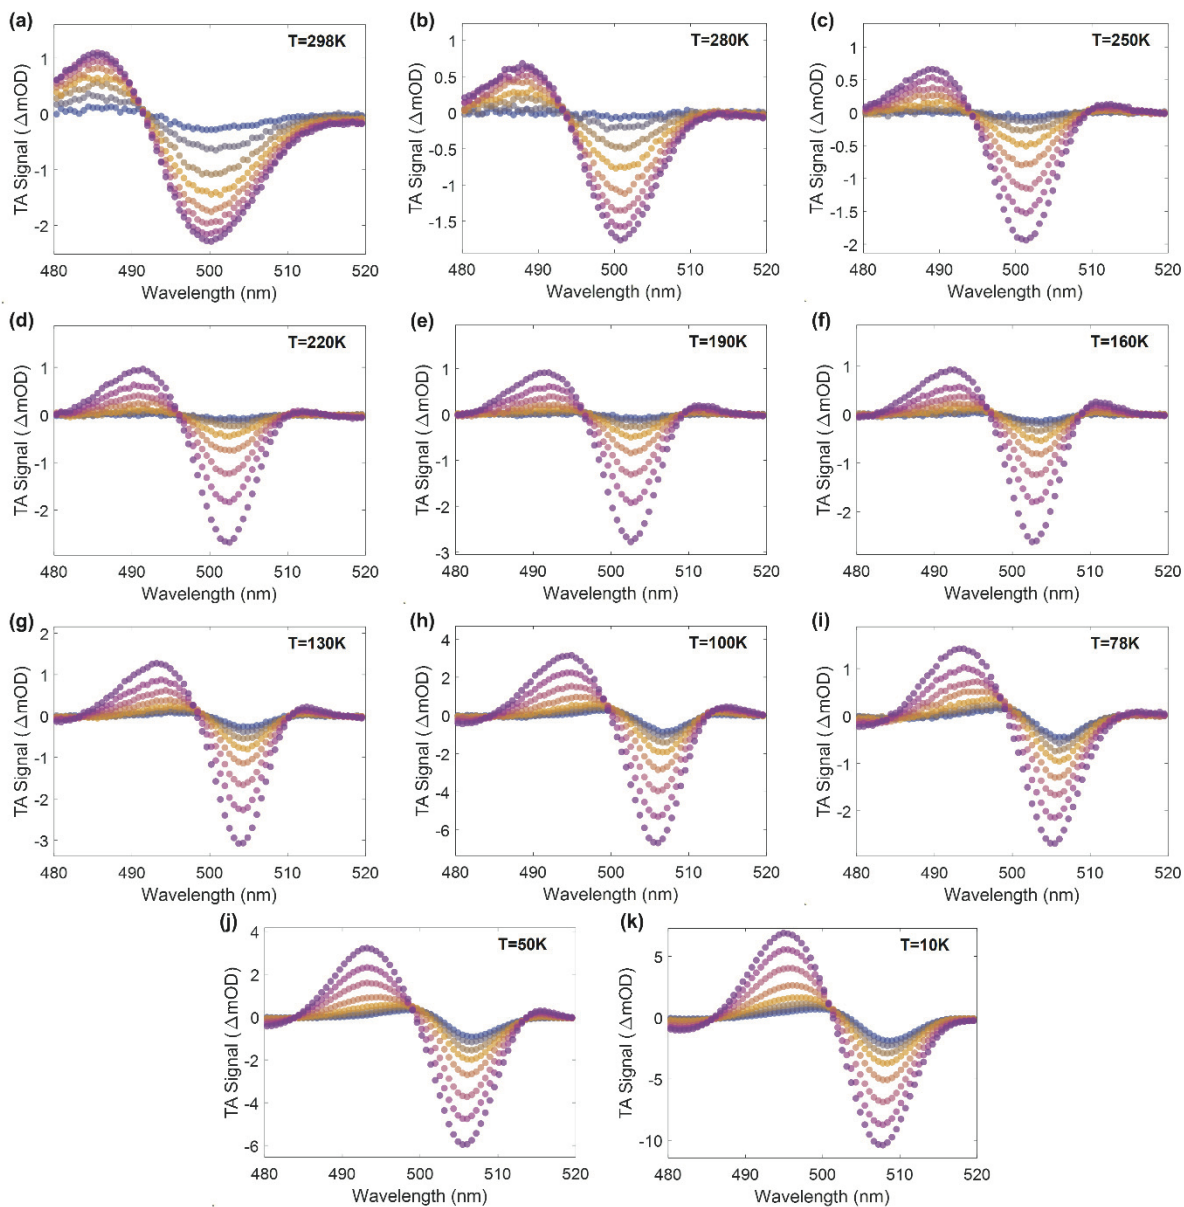 (a)
T=298K
TA Signal ( ΔmOD)
1
0
-1
-2
480 490 500 510 520
Wavelength (nm)
(b)
T=280K
TA Signal ( ΔmOD)
1
0.5
0
-0.5
-1
-1.5
480 490 500 510 520
Wavelength (nm)
(c)
T=250K
TA Signal ( ΔmOD)
1
0.5
0
-0.5
-1
-1.5
-2
480 490 500 510 520
Wavelength (nm)
(d)
T=220K
TA Signal ( ΔmOD)
1
0
-1
-2
480 490 500 510 520
Wavelength (nm)
(e)
T=190K
TA Signal ( ΔmOD)
1
0
-1
-2
-3
480 490 500 510 520
Wavelength (nm)
(f)
T=160K
TA Signal ( ΔmOD)
1
0
-1
-2
480 490 500 510 520
Wavelength (nm)
(g)
T=130K
TA Signal ( ΔmOD)
2
1
0
-1
-2
-3
480 490 500 510 520
Wavelength (nm)
(h)
T=100K
TA Signal ( ΔmOD)
4
2
0
-2
-4
-6
480 490 500 510 520
Wavelength (nm)
(i)
T=78K
TA Signal ( ΔmOD)
1
0
-1
-2
480 490 500 510 520
Wavelength (nm)
(j)
T=50K
TA Signal ( ΔmOD)
4
2
0
-2
-4
-6
480 490 500 510 520
Wavelength (nm)
(k)
T=10K
TA Signal ( ΔmOD)
5
0
-5
-10
480 490 500 510 520
Wavelength (nm)